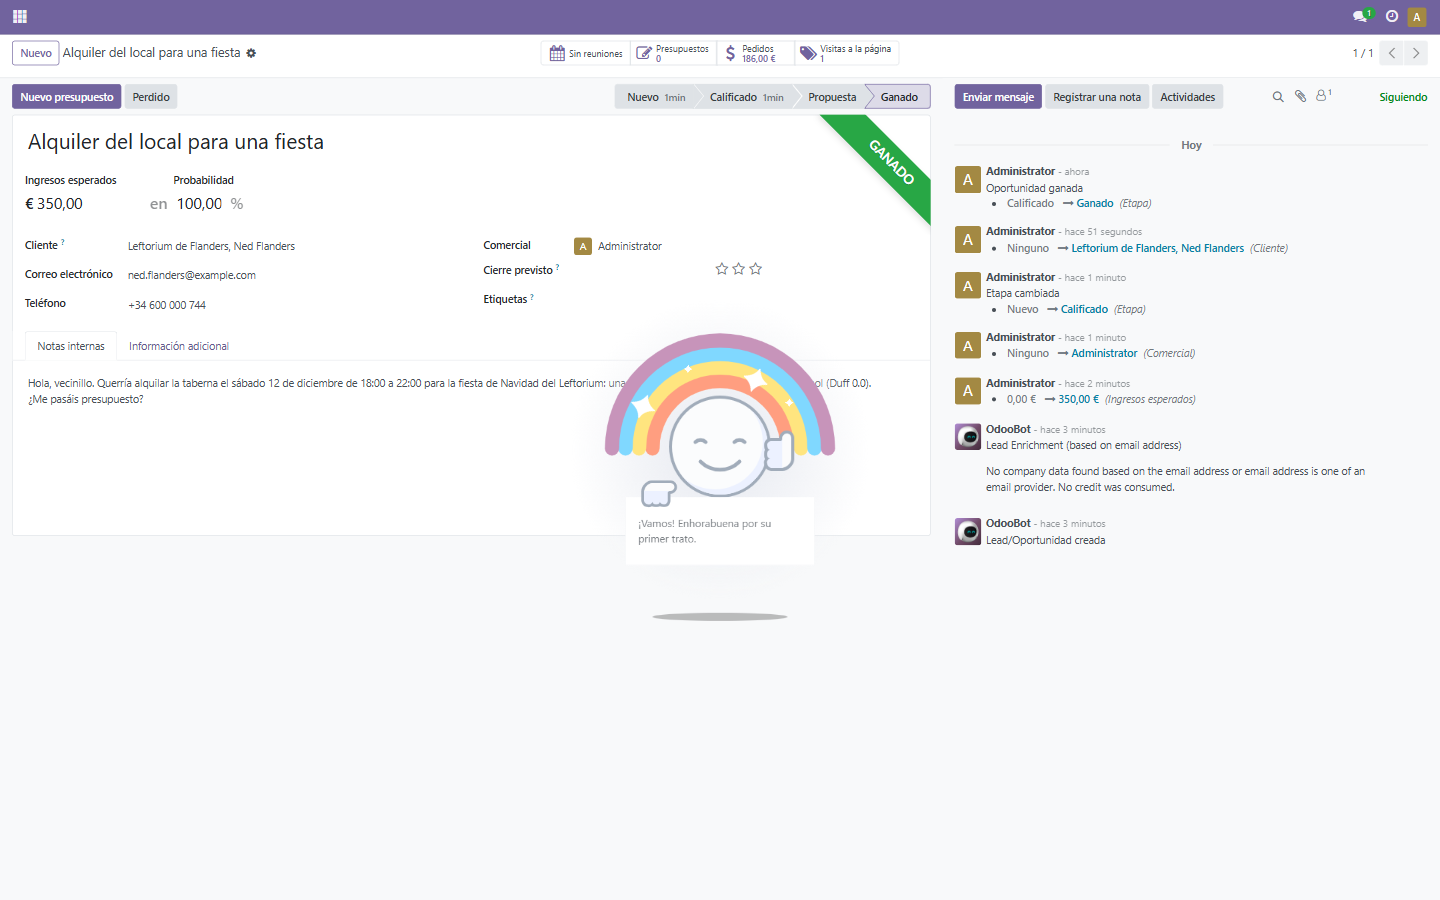 1
A
Nuevo
Alquiler del local para una fiesta
Sin reuniones
Presupuestos
0
Pedidos
186,00 €
Visitas a la página
1
1 / 1
Nuevo presupuesto
Perdido
Nuevo 1min
Calificado 1min
Propuesta
Ganado
Enviar mensaje
Registrar una nota
Actividades
1
Siguiendo
Alquiler del local para una fiesta
GANADO
Ingresos esperados
Probabilidad
€ 350,00
en 100,00 %
Cliente ?
Leftorium de Flanders, Ned Flanders
Correo electrónico
ned.flanders@example.com
Teléfono
+34 600 000 744
Comercial
A Administrator
Cierre previsto ?
Etiquetas ?
Notas internas
Información adicional
Hola, vecinillo. Querría alquilar la taberna el sábado 12 de diciembre de 18:00 a 22:00 para la fiesta de Navidad del Leftorium: una ol (Duff 0.0).
¿Me pasáis presupuesto?
¡Vamos! Enhorabuena por su
primer trato.
Hoy
A
Administrator - ahora
Oportunidad ganada
Calificado → Ganado (Etapa)
A
Administrator - hace 51 segundos
Ninguno → Leftorium de Flanders, Ned Flanders (Cliente)
A
Administrator - hace 1 minuto
Etapa cambiada
Nuevo → Calificado (Etapa)
A
Administrator - hace 1 minuto
Ninguno → Administrator (Comercial)
A
Administrator - hace 2 minutos
0,00 € → 350,00 € (Ingresos esperados)
OdooBot - hace 3 minutos
Lead Enrichment (based on email address)
No company data found based on the email address or email address is one of an
email provider. No credit was consumed.
OdooBot - hace 3 minutos
Lead/Oportunidad creada